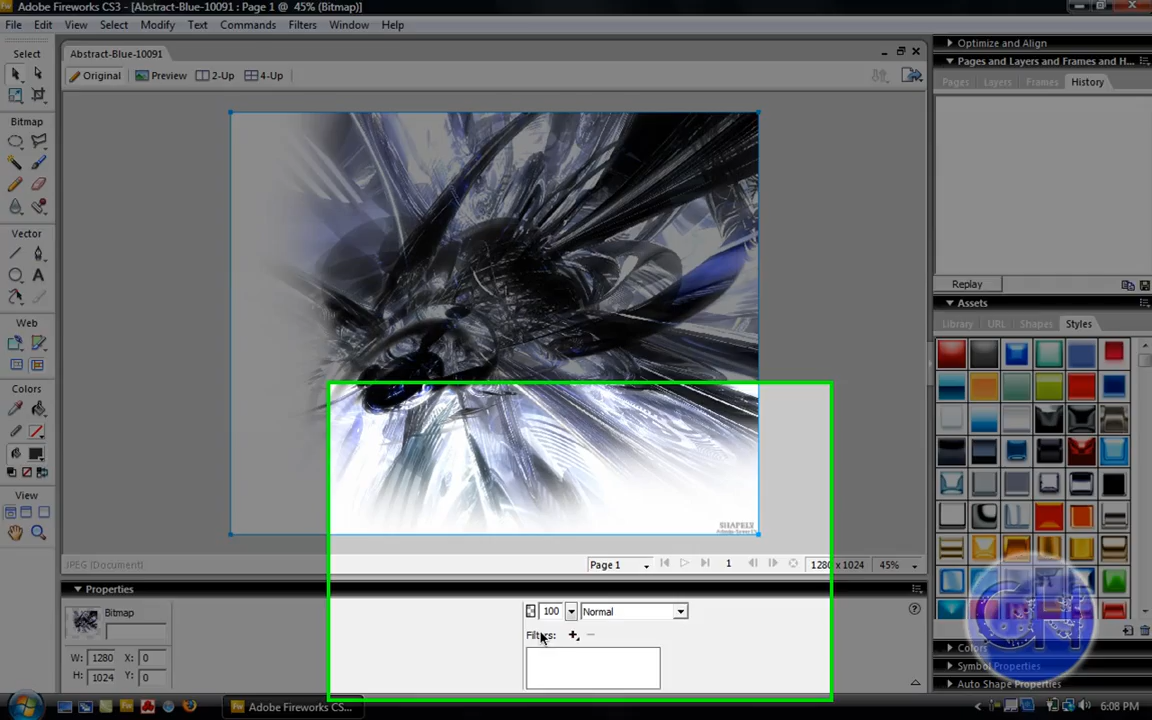 Adobe Fireworks CS3 - [Abstract-Blue-10091 : Page 1 @ 45% (Bitmap)]
File Edit View Select Modify Text Commands Filters Window Help
Select
Abstract-Blue-10091
Original Preview 2-Up 4-Up
Bitmap
Vector
Web
Colors
View
SHAPELY
JPEG (Document)
Page 1
1
1280 x 1024
45%
Properties
Bitmap
W: 1280 X: 0
H: 1024 Y: 0
100
Normal
Filters:
Optimize and Align
Pages and Layers and Frames and H...
Pages Layers Frames History
Replay
Assets
Library URL Shapes Styles
Colors
Symbol Properties
Auto Shape Properties
Adobe Fireworks CS...
6:08 PM